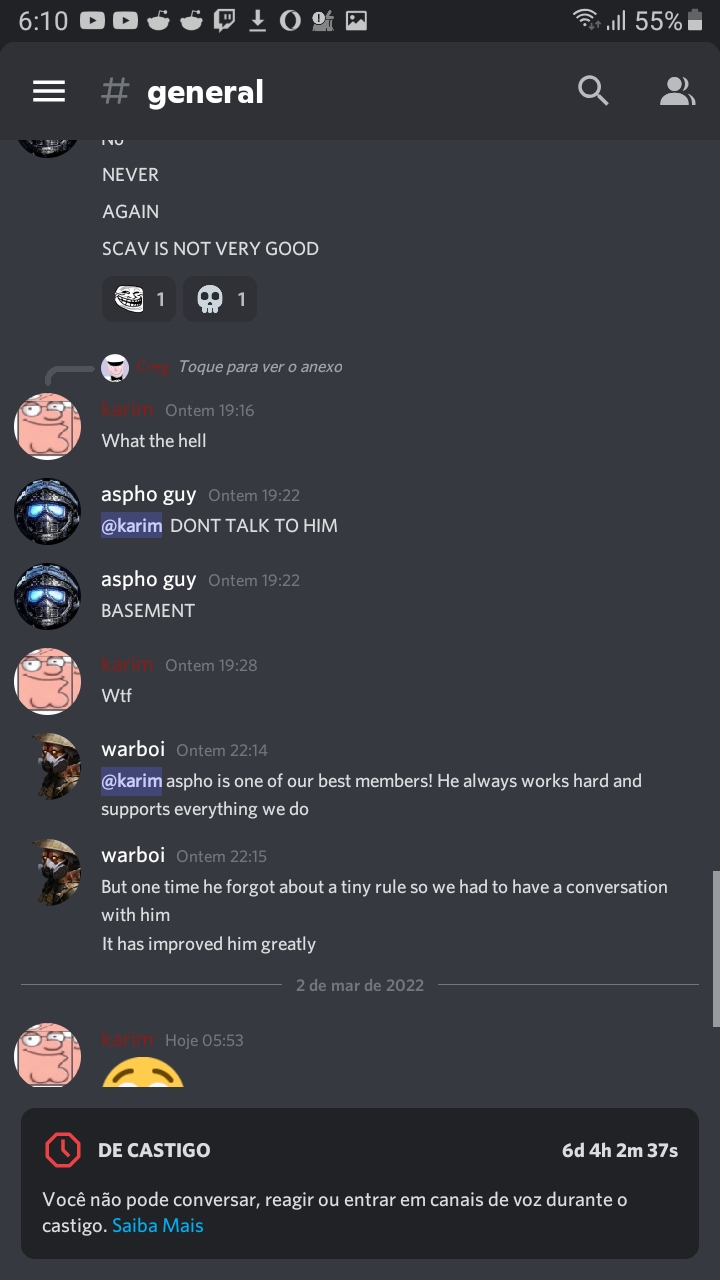 6:10 55%
# general
No
NEVER
AGAIN
SCAV IS NOT VERY GOOD
1 1
Toque para ver o anexo
karim Ontem 19:16
What the hell
aspho guy Ontem 19:22
@karim DONT TALK TO HIM
aspho guy Ontem 19:22
BASEMENT
karim Ontem 19:28
Wtf
warboi Ontem 22:14
@karim aspho is one of our best members! He always works hard and
supports everything we do
warboi Ontem 22:15
But one time he forgot about a tiny rule so we had to have a conversation
with him
It has improved him greatly
2 de mar de 2022
karim Hoje 05:53
DE CASTIGO 6d 4h 2m 37s
Você não pode conversar, reagir ou entrar em canais de voz durante o
castigo. Saiba Mais